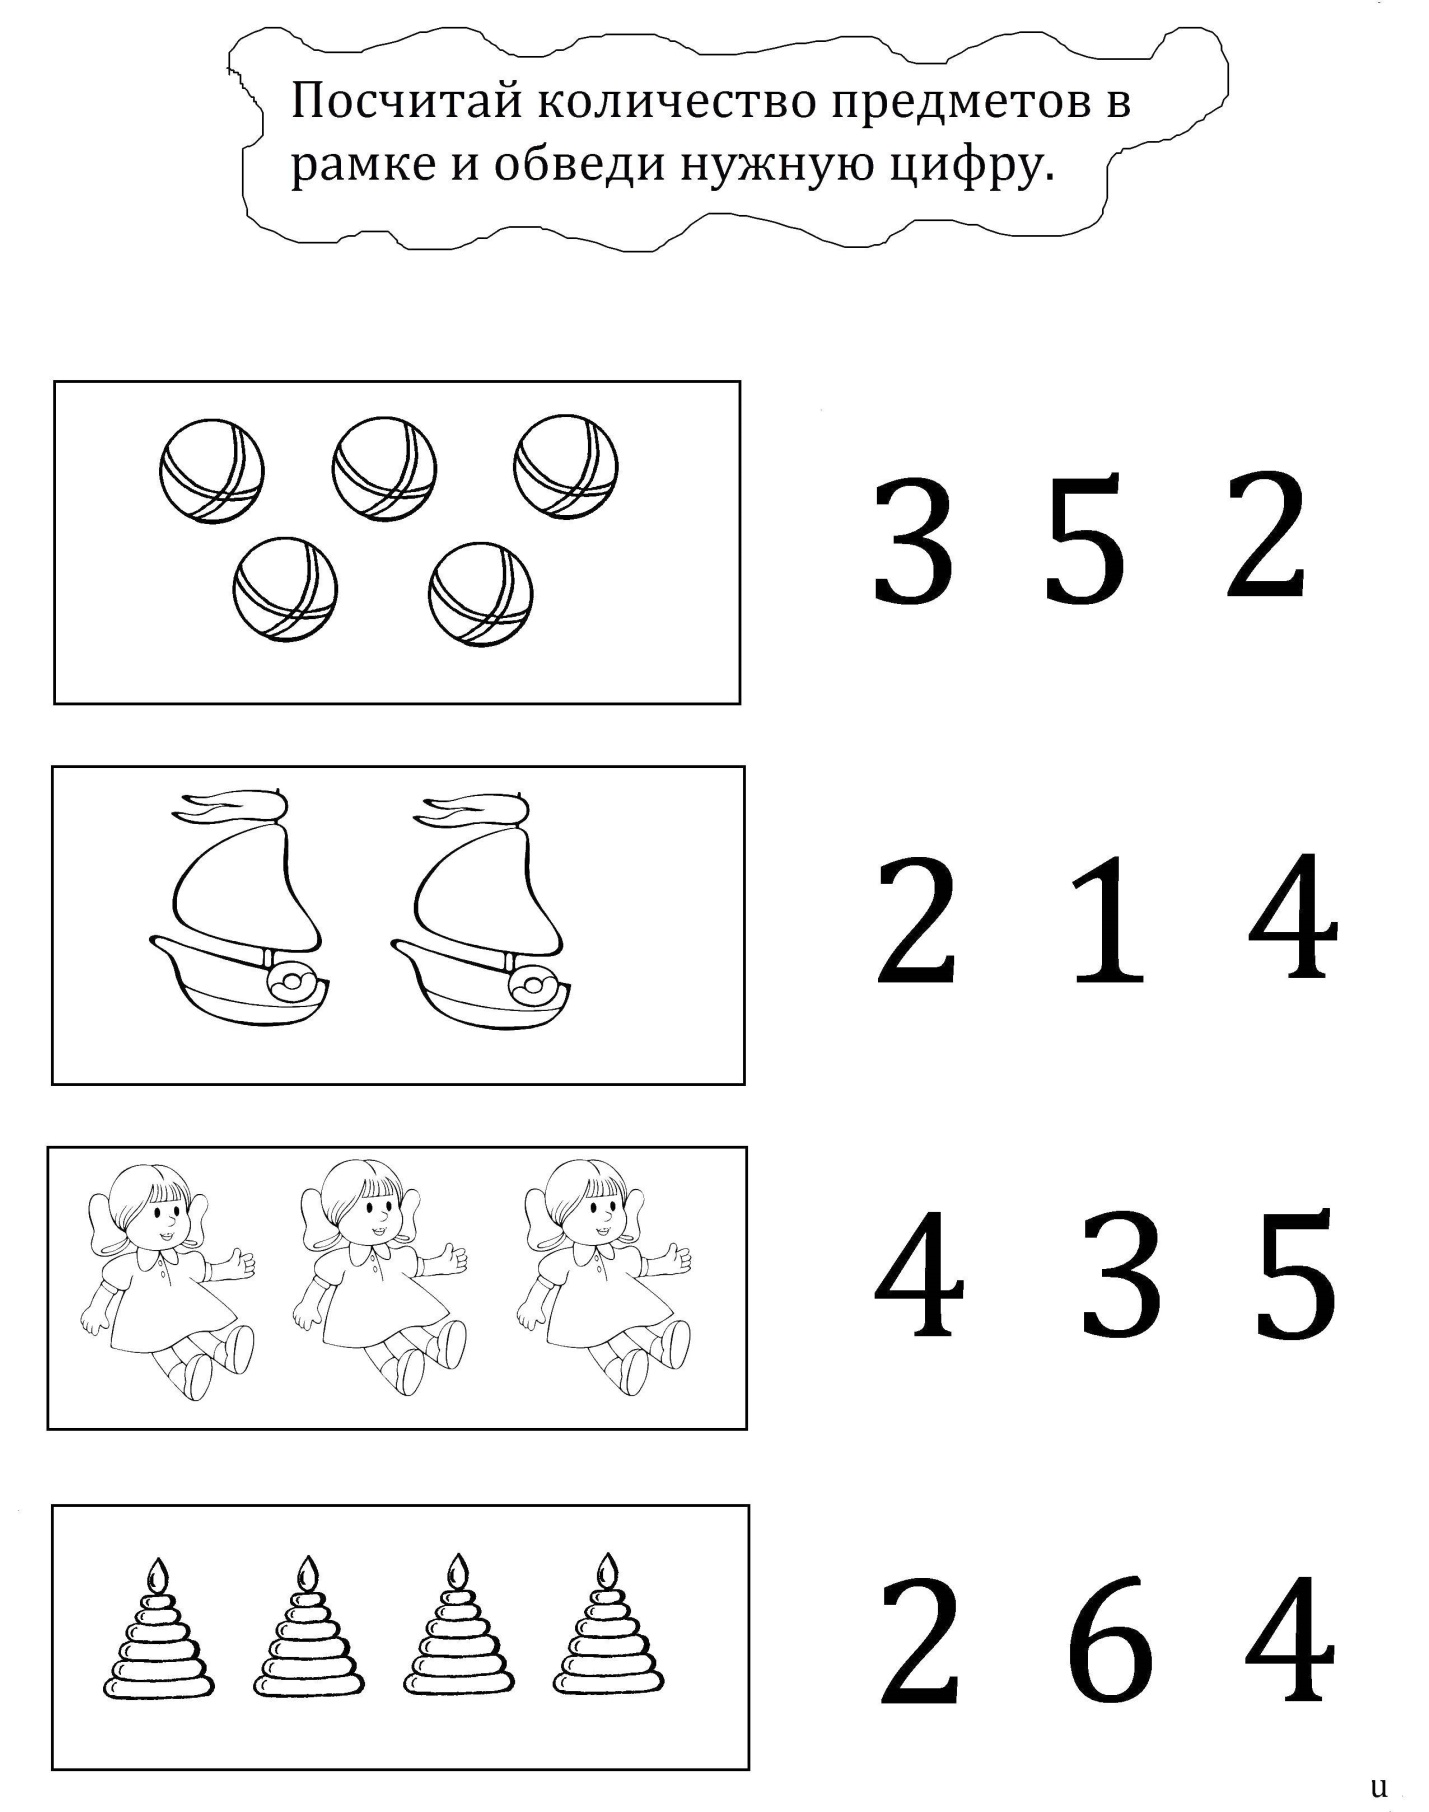 Посчитай количество предметов в
рамке и обведи нужную цифру.
3 5 2
2 1 4
4 3 5
2 6 4
u